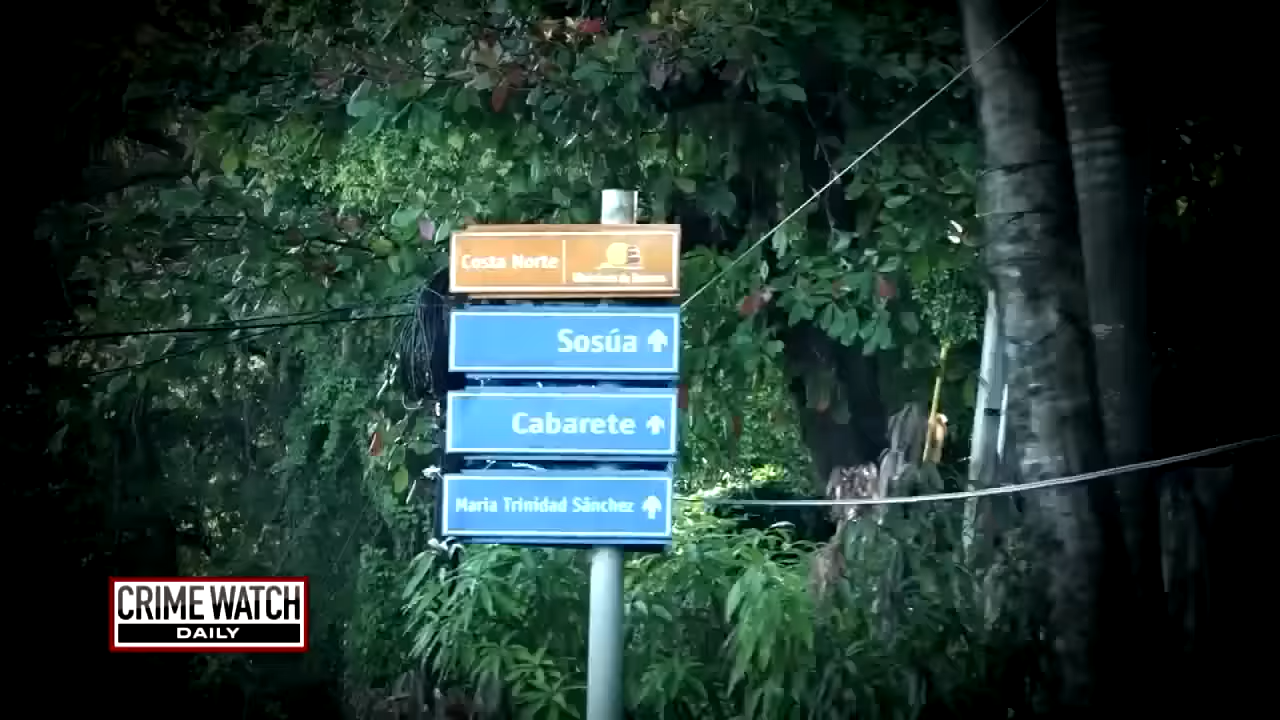 Costa Norte
Sosúa
Cabarete
Maria Trinidad Sánchez
CRIME WATCH
DAILY